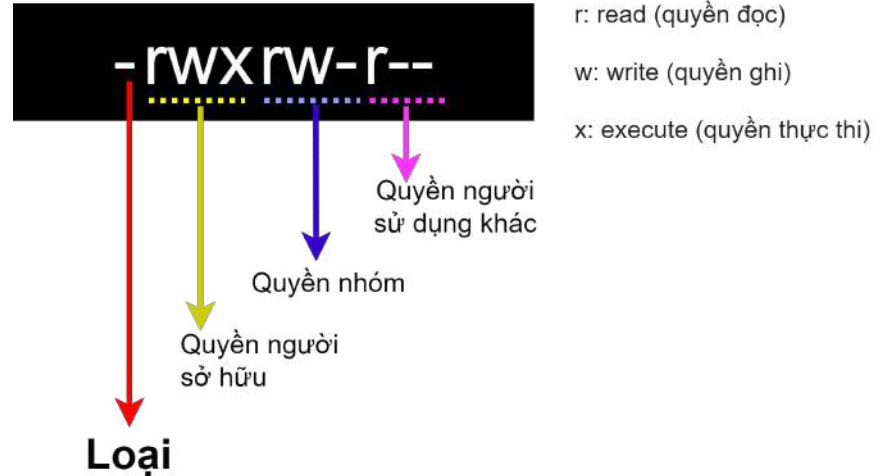 -rwxrw-r--
r: read (quyền đọc)
w: write (quyền ghi)
x: execute (quyền thực thi)
Quyền người
sử dụng khác
Quyền nhóm
Quyền người
sở hữu
Loại